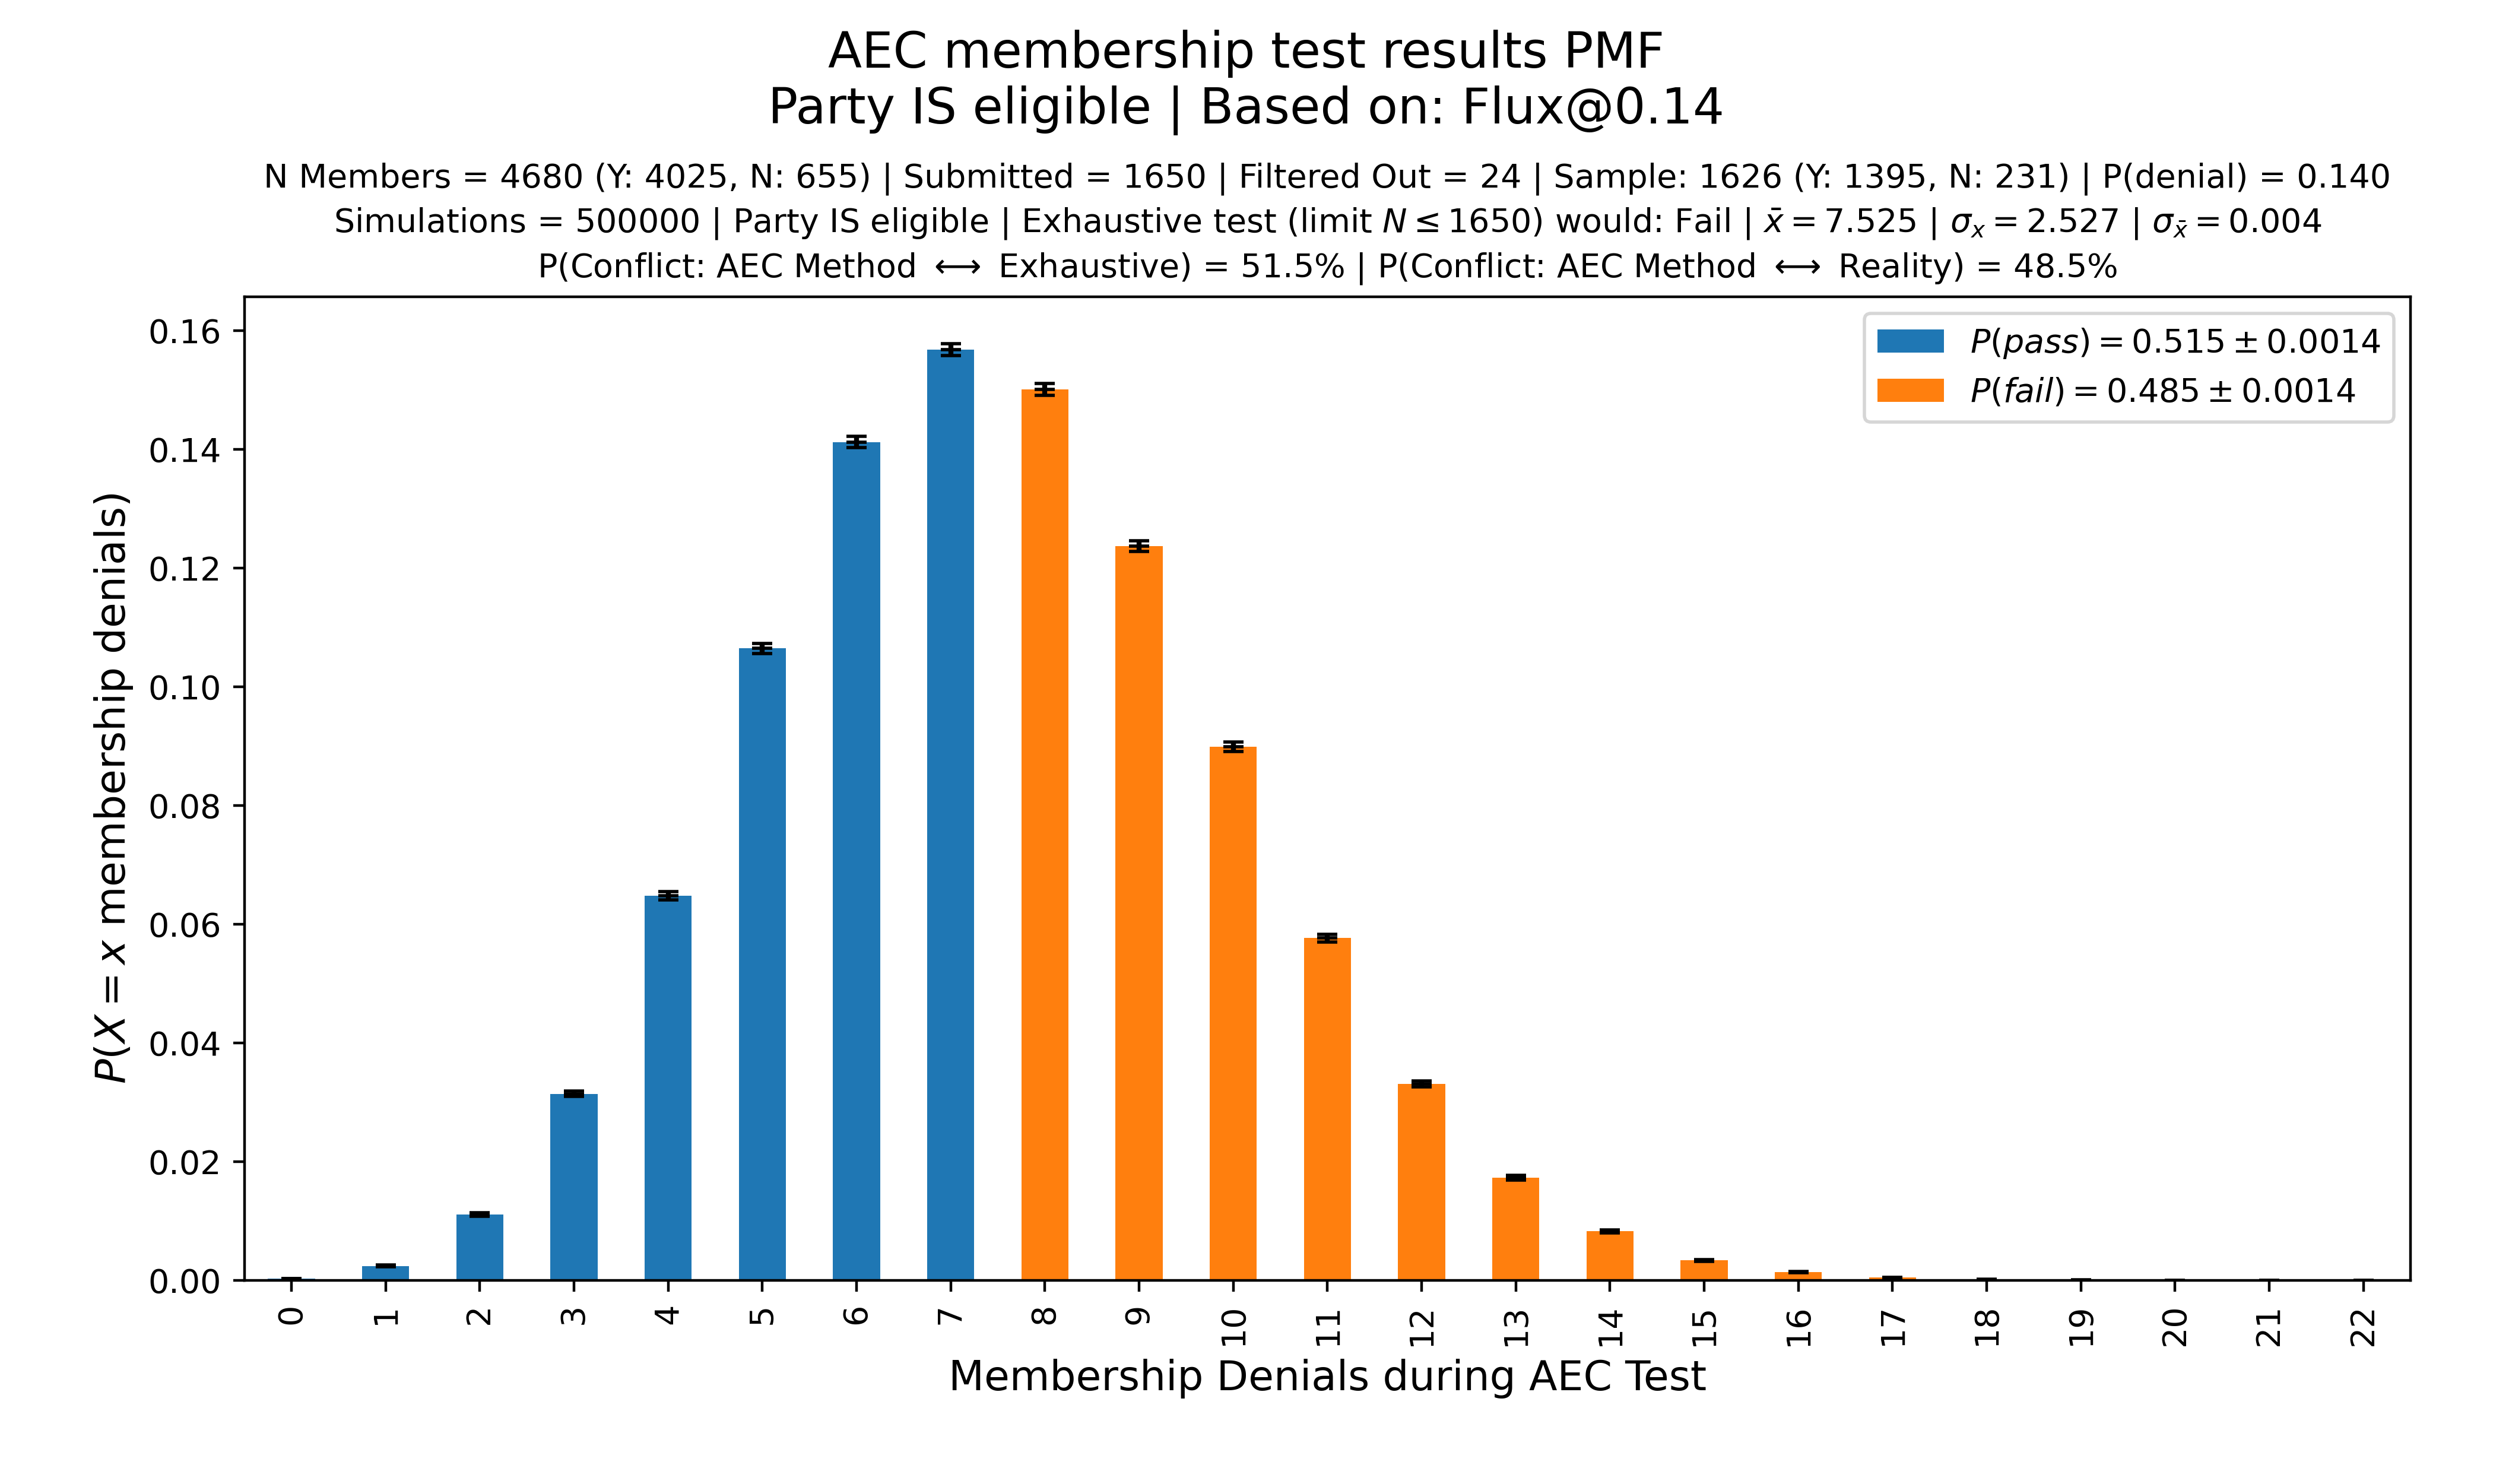 AEC membership test results PMF
Party IS eligible | Based on: Flux@0.14
N Members = 4680 (Y: 4025, N: 655) | Submitted = 1650 | Filtered Out = 24 | Sample: 1626 (Y: 1395, N: 231) | P(denial) = 0.140
Simulations = 500000 | Party IS eligible | Exhaustive test (limit N ≤ 1650) would: Fail | x̄ = 7.525 | σₓ = 2.527 | σ_x̄ = 0.004
P(Conflict: AEC Method ⟷ Exhaustive) = 51.5% | P(Conflict: AEC Method ⟷ Reality) = 48.5%
P(pass) = 0.515 ± 0.0014
P(fail) = 0.485 ± 0.0014
P(X = x membership denials)
0.16
0.14
0.12
0.10
0.08
0.06
0.04
0.02
0.00
0 1 2 3 4 5 6 7 8 9 10 11 12 13 14 15 16 17 18 19 20 21 22
Membership Denials during AEC Test